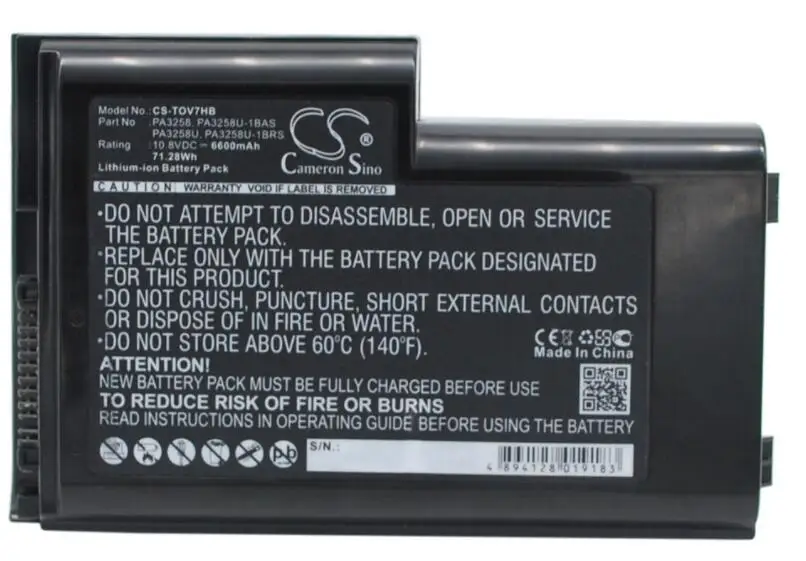 Model No: CS-TOV7HB
Part No : PA3258, PA3258U-1BAS
PA3258U, PA3258U-1BRS
Rating : 10.8VDC ⎓ 6600mAh
71.28Wh
Lithium-ion Battery Pack
CS ®
Cameron Sino
CAUTION: WARRANTY VOID IF LABEL IS REMOVED
·DO NOT ATTEMPT TO DISASSEMBLE, OPEN OR SERVICE
THE BATTERY PACK.
·REPLACE ONLY WITH THE BATTERY PACK DESIGNATED
FOR THIS PRODUCT.
·DO NOT CRUSH, PUNCTURE, SHORT EXTERNAL CONTACTS
OR DISPOSE OF IN FIRE OR WATER.
·DO NOT STORE ABOVE 60°C (140°F).
CE
Made In China
ATTENTION!
NEW BATTERY PACK MUST BE FULLY CHARGED BEFORE USE
TO REDUCE RISK OF FIRE OR BURNS
READ INSTRUCTIONS IN OPERATING GUIDE BEFORE USING THE BATTERY
Pb
S/N.:
4 894128 019183